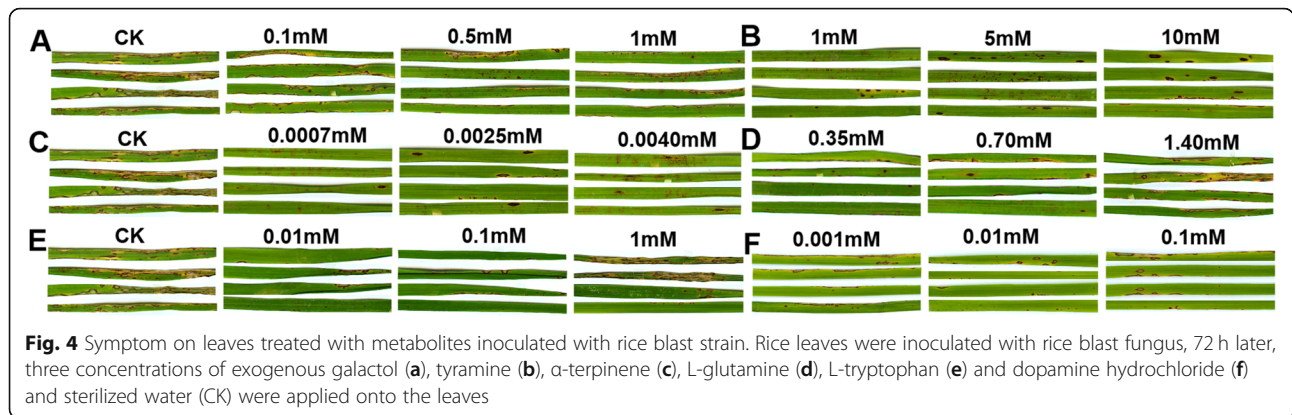 A CK 0.1mM 0.5mM 1mM B 1mM 5mM 10mM
C CK 0.0007mM 0.0025mM 0.0040mM D 0.35mM 0.70mM 1.40mM
E CK 0.01mM 0.1mM 1mM F 0.001mM 0.01mM 0.1mM
Fig. 4 Symptom on leaves treated with metabolites inoculated with rice blast strain. Rice leaves were inoculated with rice blast fungus, 72 h later,
three concentrations of exogenous galactol (a), tyramine (b), α-terpinene (c), L-glutamine (d), L-tryptophan (e) and dopamine hydrochloride (f)
and sterilized water (CK) were applied onto the leaves